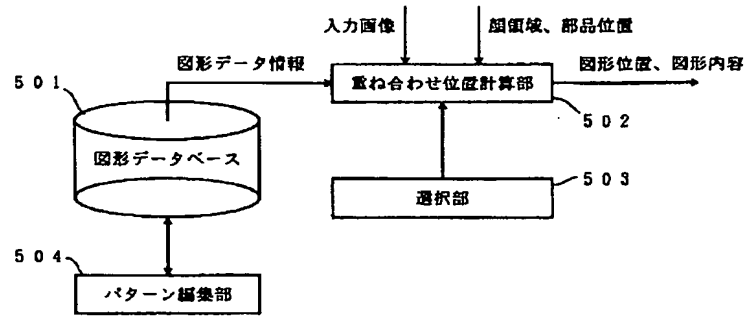 入力画像
顔領域、部品位置
図形データ情報
501
重ね合わせ位置計算部
図形位置、図形内容
502
図形データベース
503
選択部
504
パターン編集部